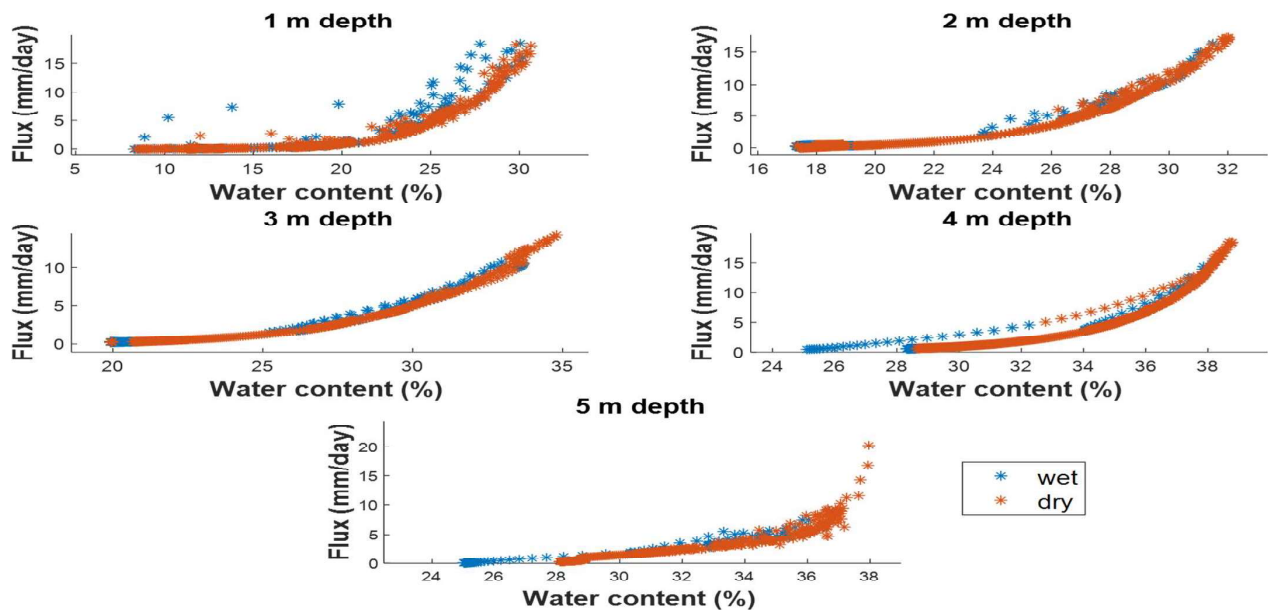 1 m depth
Flux (mm/day)
15
10
5
0
5 10 15 20 25 30
Water content (%)
2 m depth
Flux (mm/day)
15
10
5
0
16 18 20 22 24 26 28 30 32
Water content (%)
3 m depth
Flux (mm/day)
10
5
0
20 25 30 35
Water content (%)
4 m depth
Flux (mm/day)
20
15
10
5
0
24 26 28 30 32 34 36 38
Water content (%)
5 m depth
Flux (mm/day)
20
15
10
5
0
24 26 28 30 32 34 36 38
Water content (%)
wet
dry